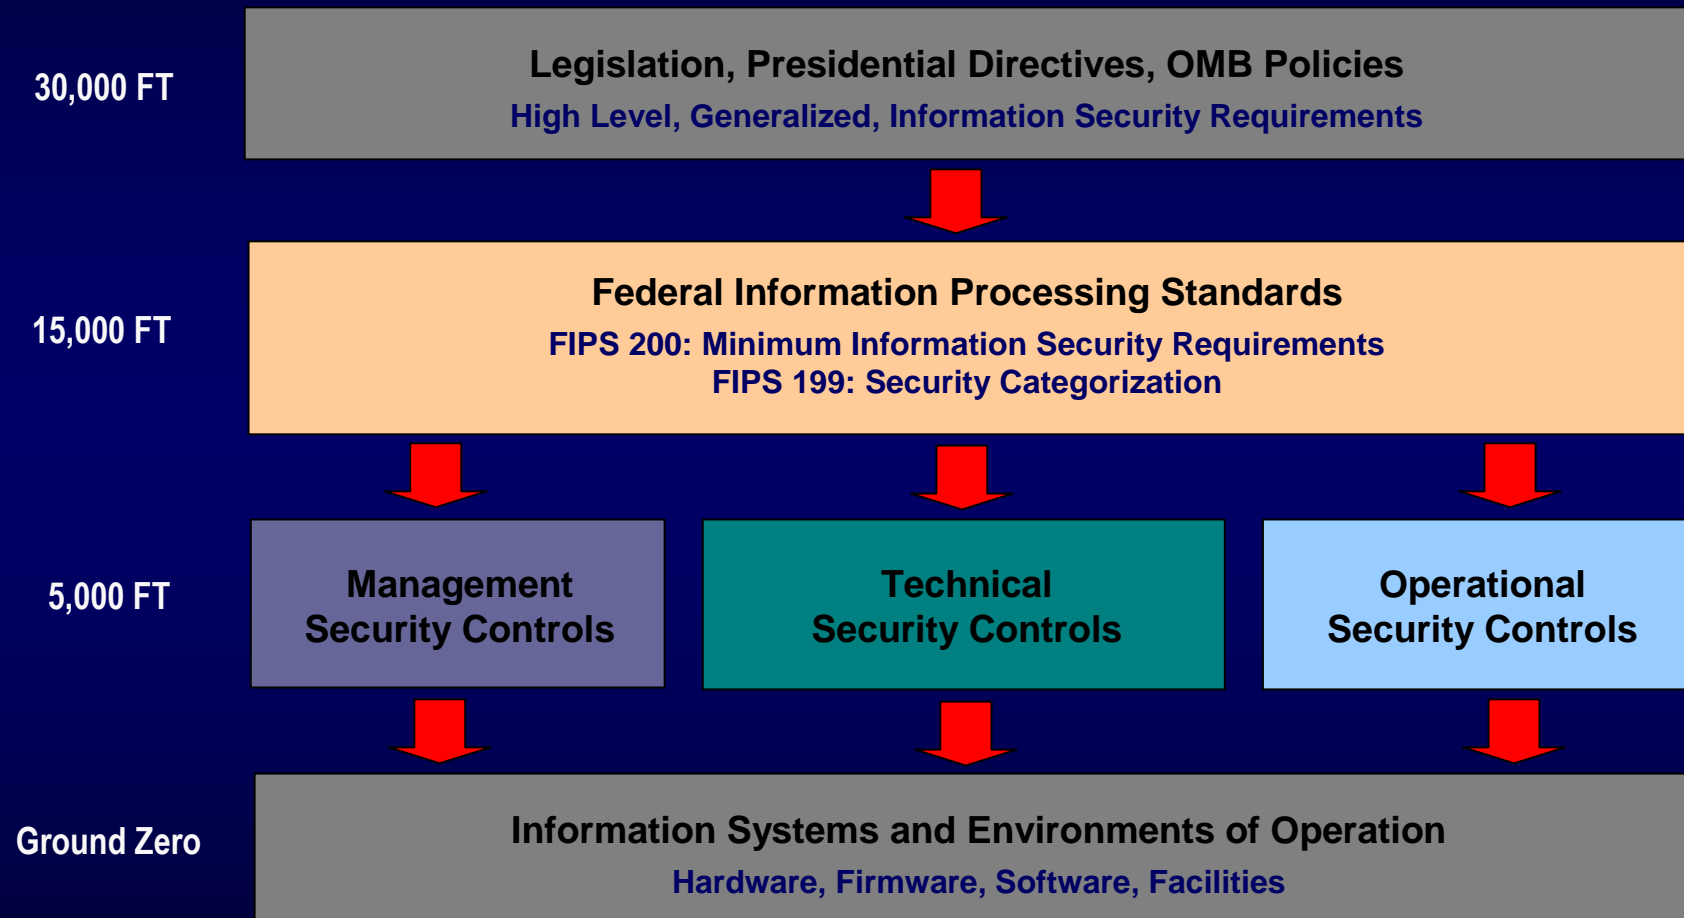 30,000 FT
Legislation, Presidential Directives, OMB Policies
High Level, Generalized, Information Security Requirements
15,000 FT
Federal Information Processing Standards
FIPS 200: Minimum Information Security Requirements
FIPS 199: Security Categorization
5,000 FT
Management
Security Controls
Technical
Security Controls
Operational
Security Controls
Ground Zero
Information Systems and Environments of Operation
Hardware, Firmware, Software, Facilities